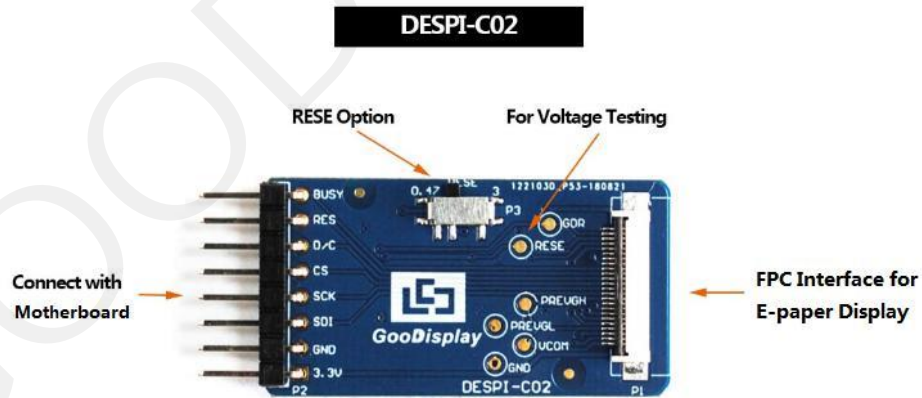 DESPI-C02
RESE Option
For Voltage Testing
RESE
0.47
3
1221030_P53-180821
P3
BUSY
RES
D/C
CS
SCK
SDI
GND
3.3V
P2
GDR
RESE
PREVGH
PREVGL
VCOM
GND
GooDisplay
DESPI-C02
P1
Connect with
Motherboard
FPC Interface for
E-paper Display